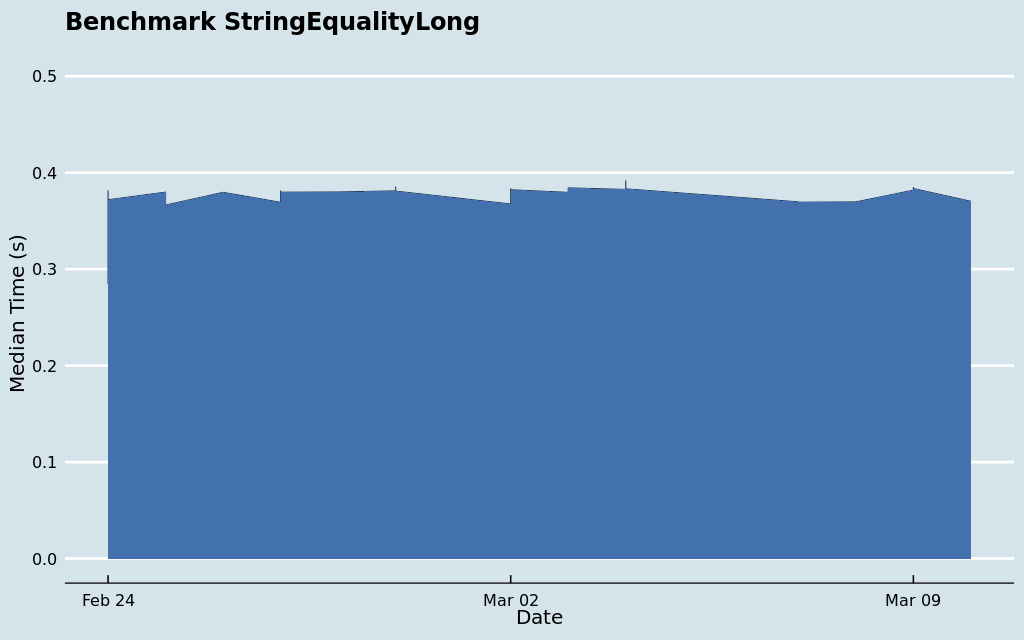 Benchmark StringEqualityLong
Median Time (s)
0.5
0.4
0.3
0.2
0.1
0.0
Feb 24
Mar 02
Mar 09
Date